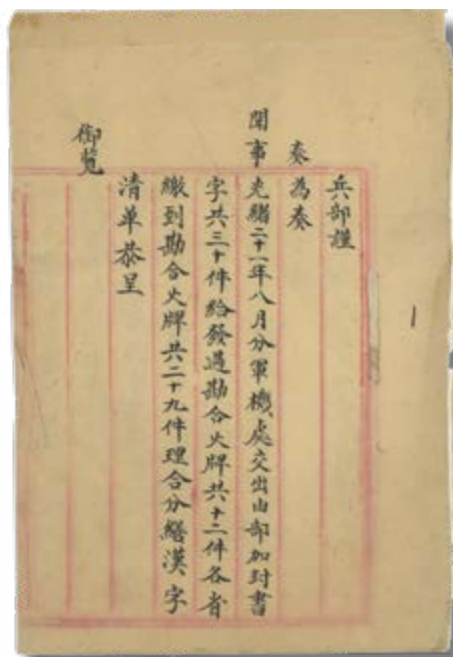 兵部謹
奏為奏
聞事光緒二十一年八月分軍機處交出由部加封書
字共三十件給發過勘合火牌共十二件各省
繳到勘合火牌共二十九件理合分繕漢字
清單恭呈
御覧